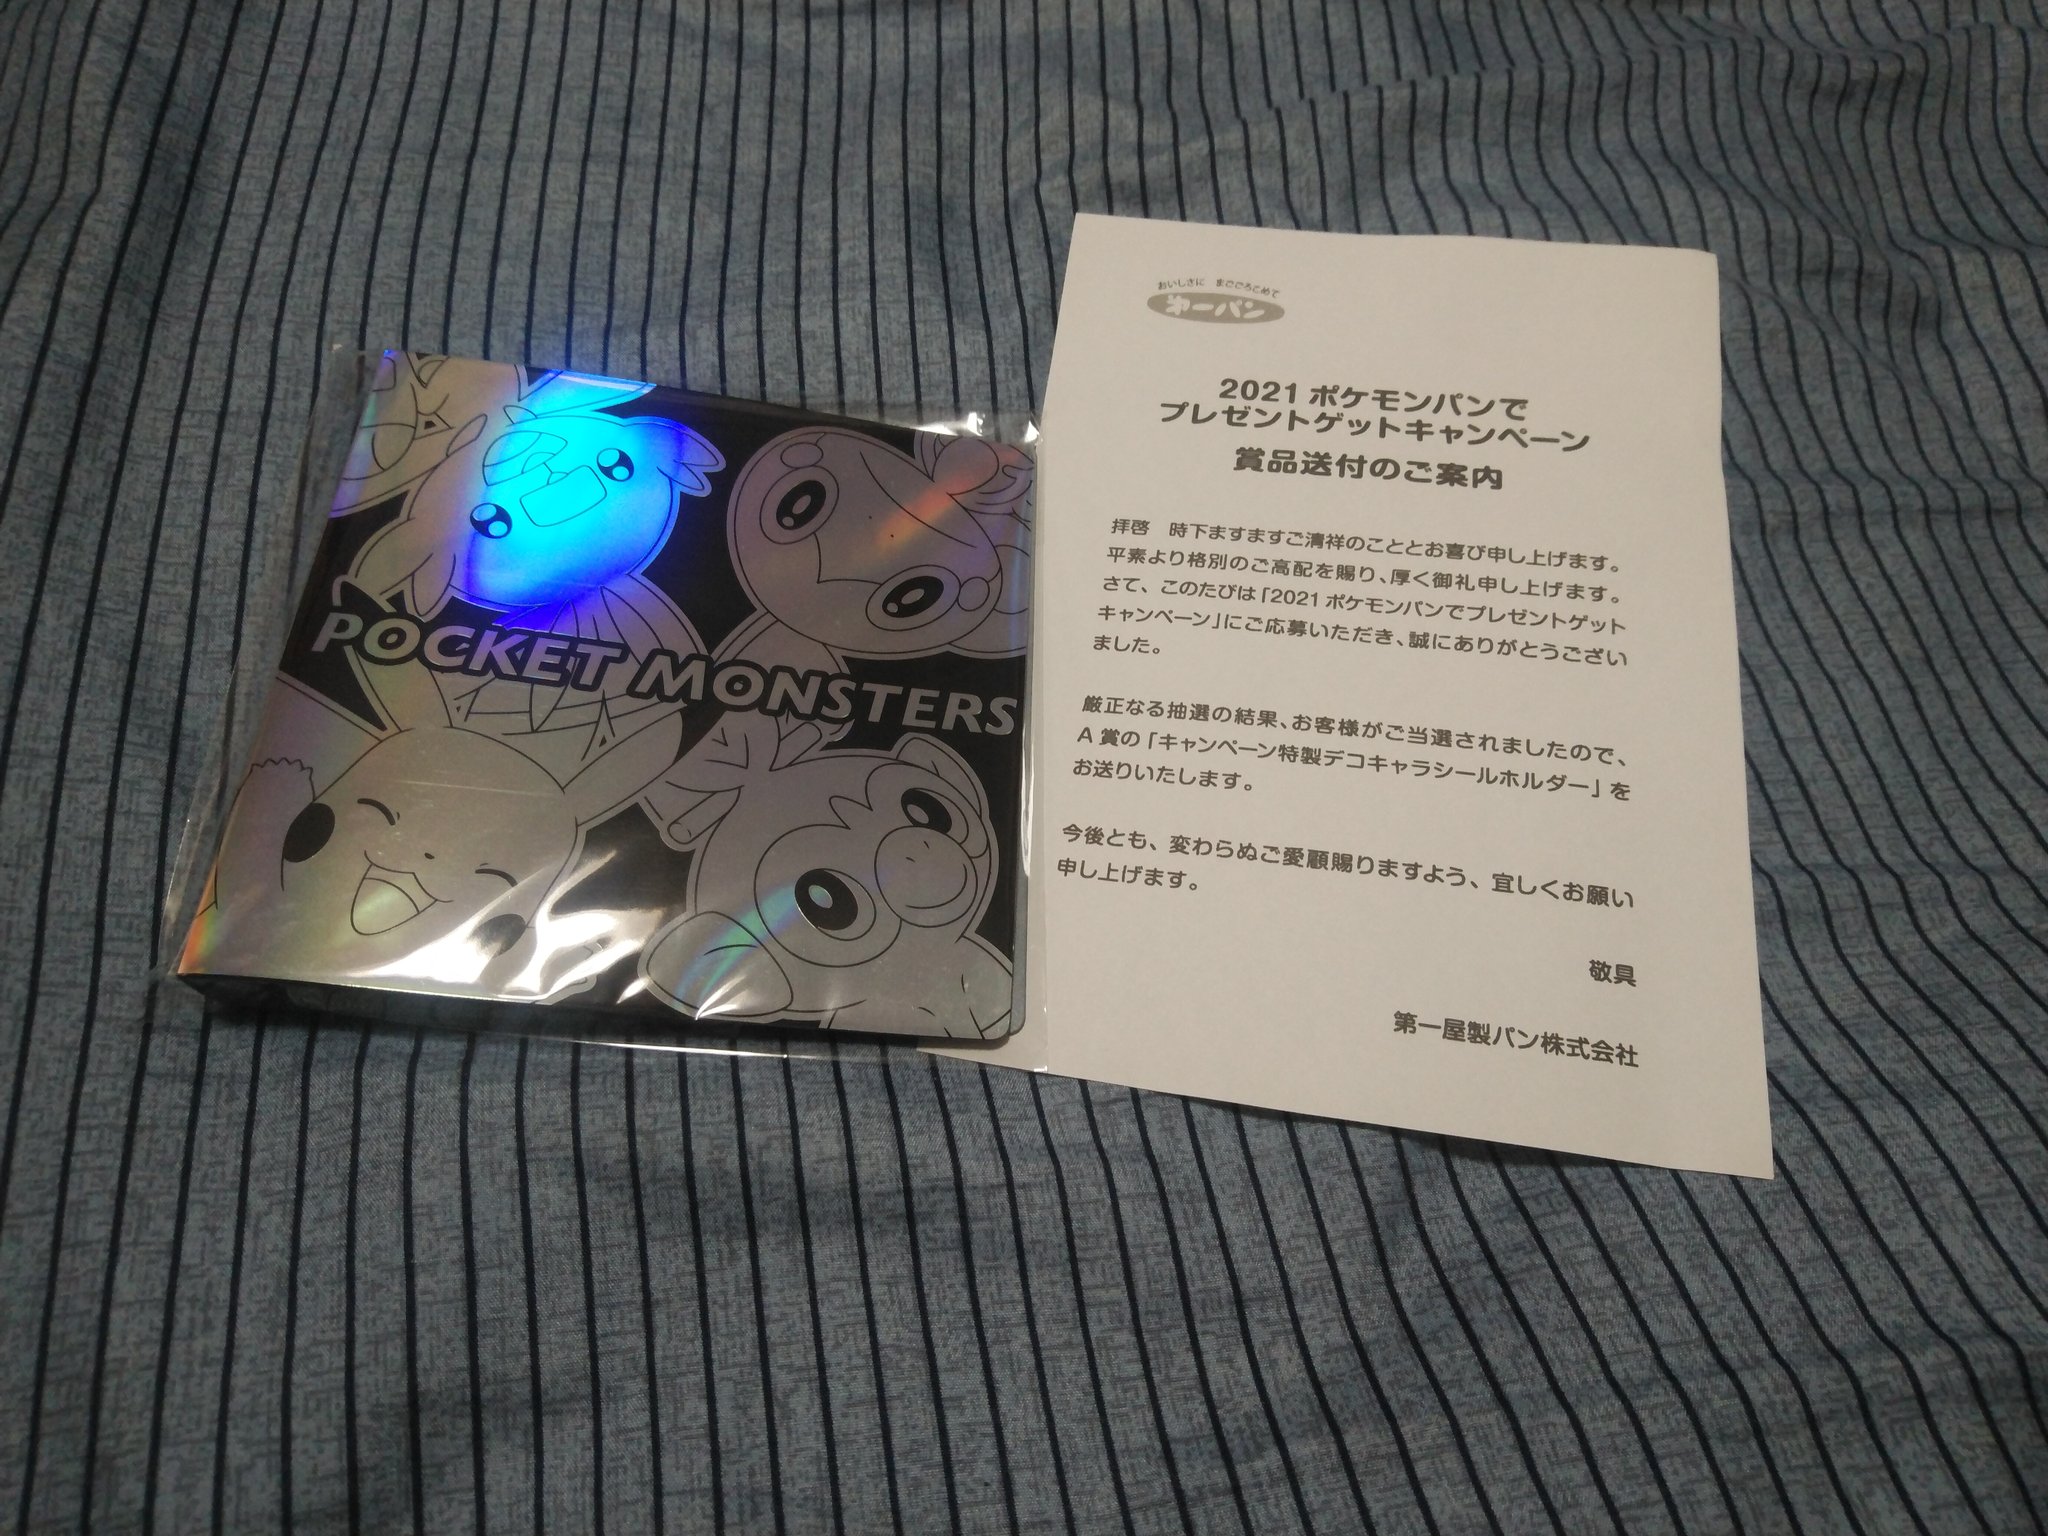 POCKET MONSTERS
おいしさに　まごころこめて
第一パン
2021 ポケモンパンで
プレゼントゲットキャンペーン
賞品送付のご案内
拝啓　時下ますますご清祥のこととお喜び申し上げます。
平素より格別のご高配を賜り、厚く御礼申し上げます。
さて、このたびは「2021 ポケモンパンでプレゼントゲット
キャンペーン」にご応募いただき、誠にありがとうござい
ました。
厳正なる抽選の結果、お客様がご当選されましたので、
A 賞の「キャンペーン特製デコキャラシールホルダー」を
お送りいたします。
今後とも、変わらぬご愛顧賜りますよう、宜しくお願い
申し上げます。
敬具
第一屋製パン株式会社